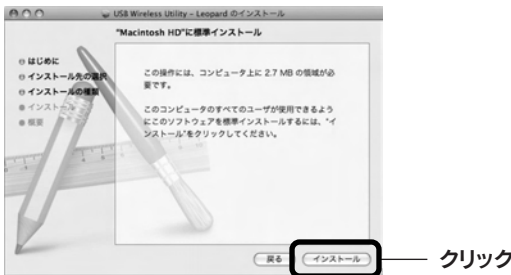 USB Wireless Utility – Leopard のインストール
"Macintosh HD"に標準インストール
はじめに
インストール先の選択
インストールの種類
インストール
概要
この操作には、コンピュータ上に 2.7 MB の領域が必
要です。
このコンピュータのすべてのユーザが使用できるよう
にこのソフトウェアを標準インストールするには、"イ
ンストール"をクリックしてください。
戻る
インストール
クリック